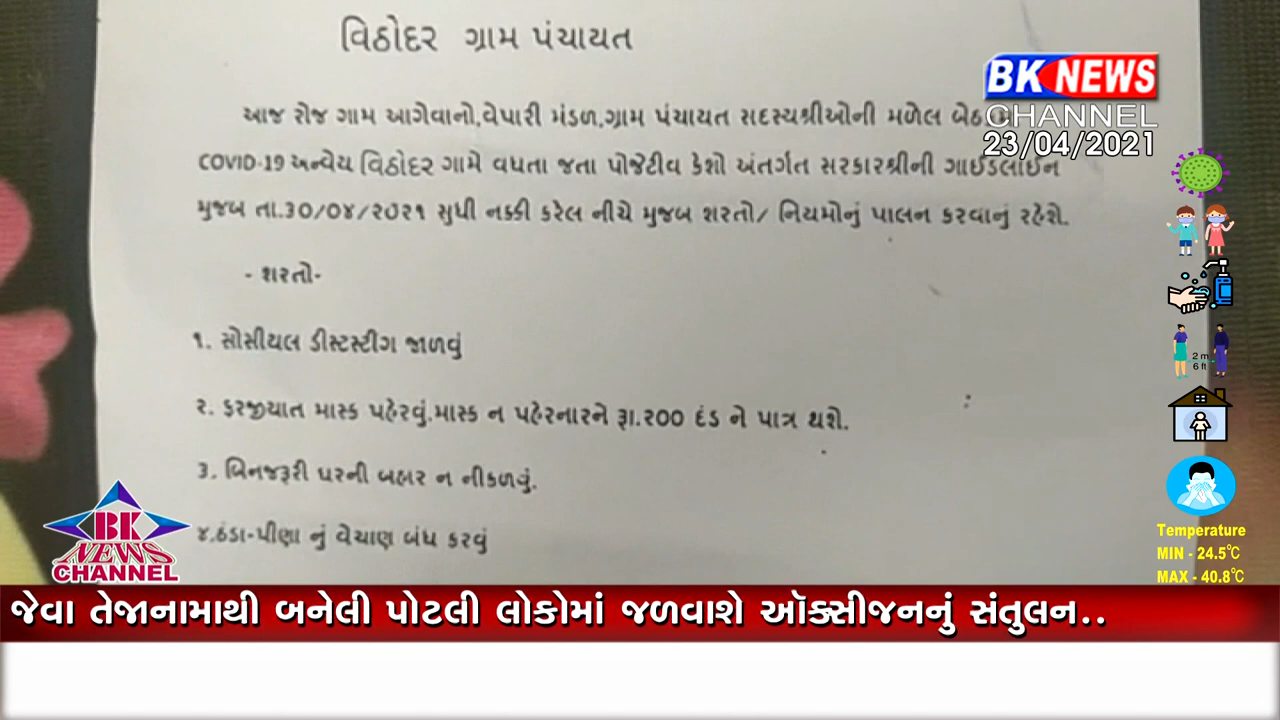 વિઠોદર ગ્રામ પંચાયત
આજ રોજ ગામ આગેવાનો,વેપારી મંડળ,ગ્રામ પંચાયત સદસ્યશ્રીઓની મળેલ
COVID-19 અન્વેય વિઠોદર ગામે વધતા જતા પોજેટીવ કેશો અંતર્ગત સરકારશ્રીની ગાઈડલાઈન
મુજબ તા.૩૦/૦૪/૨૦૨૧ સુધી નક્કી કરેલ નીચે મુજબ શરતો/ નિયમોનું પાલન કરવાનું રહેશે.
- શરતો-
૧. સોસીયલ ડીસ્ટસ્ટીગ જાળવું
૨. ફરજીયાત માસ્ક પહેરવું.માસ્ક ન પહેરનારને રૂા.૨૦૦ દંડ ને પાત્ર થશે.
૩. બિનજરૂરી ઘરની બહાર ન નીકળવું.
૪.ઠંડા-પીણા નું વેચાણ બંધ કરવું
BK NEWS
CHANNEL
23/04/2021
2 m
6 ft
Temperature
MIN - 24.5℃
MAX - 40.8℃
BK
NEWS
CHANNEL
જેવા તેજાનામાથી બનેલી પોટલી લોકોમાં જળવાશે ઑક્સીજનનું સંતુલન..